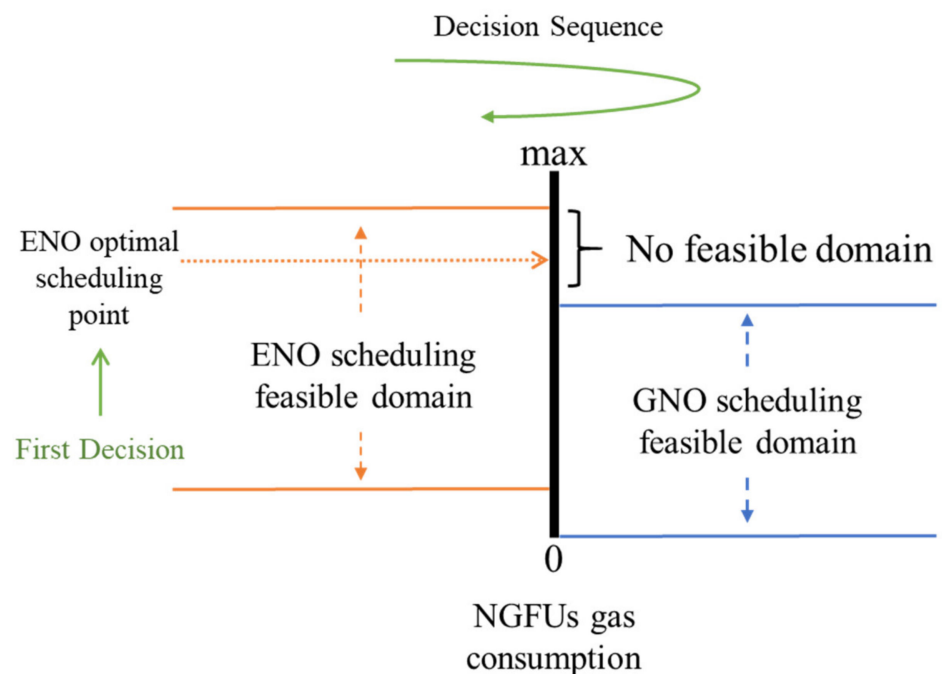 Decision Sequence
max
ENO optimal
scheduling
point
No feasible domain
ENO scheduling
feasible domain
GNO scheduling
feasible domain
First Decision
0
NGFUs gas
consumption